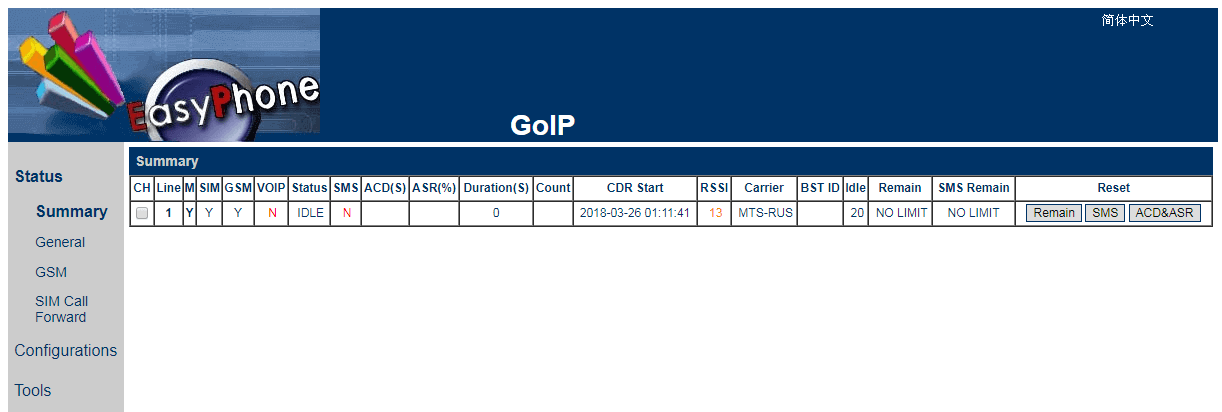 简体中文
EasyPhone
GoIP
Summary
Status
Summary
General
GSM
SIM Call
Forward
Configurations
Tools
CH Line M SIM GSM VOIP Status SMS ACD(S) ASR(%) Duration(S) Count CDR Start RSSI Carrier BST ID Idle Remain SMS Remain Reset
1 Y Y Y N IDLE N 0 2018-03-26 01:11:41 13 MTS-RUS 20 NO LIMIT NO LIMIT Remain SMS ACD&ASR